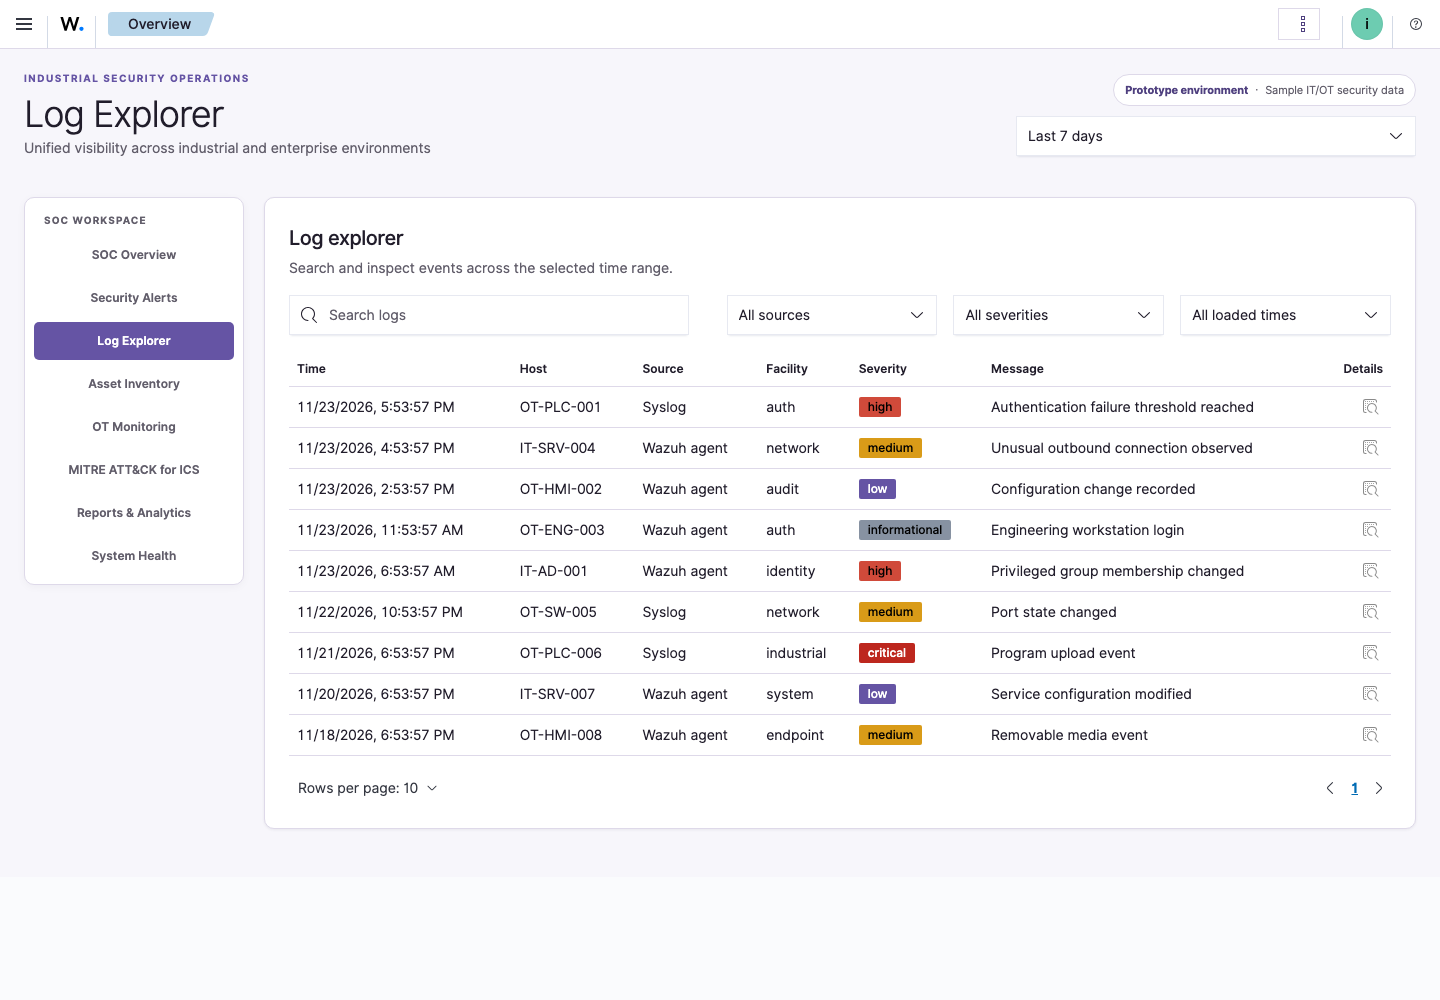 W.
Overview
i
INDUSTRIAL SECURITY OPERATIONS
Log Explorer
Unified visibility across industrial and enterprise environments
Prototype environment · Sample IT/OT security data
Last 7 days
SOC WORKSPACE
SOC Overview
Security Alerts
Log Explorer
Asset Inventory
OT Monitoring
MITRE ATT&CK for ICS
Reports & Analytics
System Health
Log explorer
Search and inspect events across the selected time range.
Search logs All sources All severities All loaded times
Time Host Source Facility Severity Message Details
11/23/2026, 5:53:57 PM OT-PLC-001 Syslog auth high Authentication failure threshold reached
11/23/2026, 4:53:57 PM IT-SRV-004 Wazuh agent network medium Unusual outbound connection observed
11/23/2026, 2:53:57 PM OT-HMI-002 Wazuh agent audit low Configuration change recorded
11/23/2026, 11:53:57 AM OT-ENG-003 Wazuh agent auth informational Engineering workstation login
11/23/2026, 6:53:57 AM IT-AD-001 Wazuh agent identity high Privileged group membership changed
11/22/2026, 10:53:57 PM OT-SW-005 Syslog network medium Port state changed
11/21/2026, 6:53:57 PM OT-PLC-006 Syslog industrial critical Program upload event
11/20/2026, 6:53:57 PM IT-SRV-007 Wazuh agent system low Service configuration modified
11/18/2026, 6:53:57 PM OT-HMI-008 Wazuh agent endpoint medium Removable media event
Rows per page: 10
1